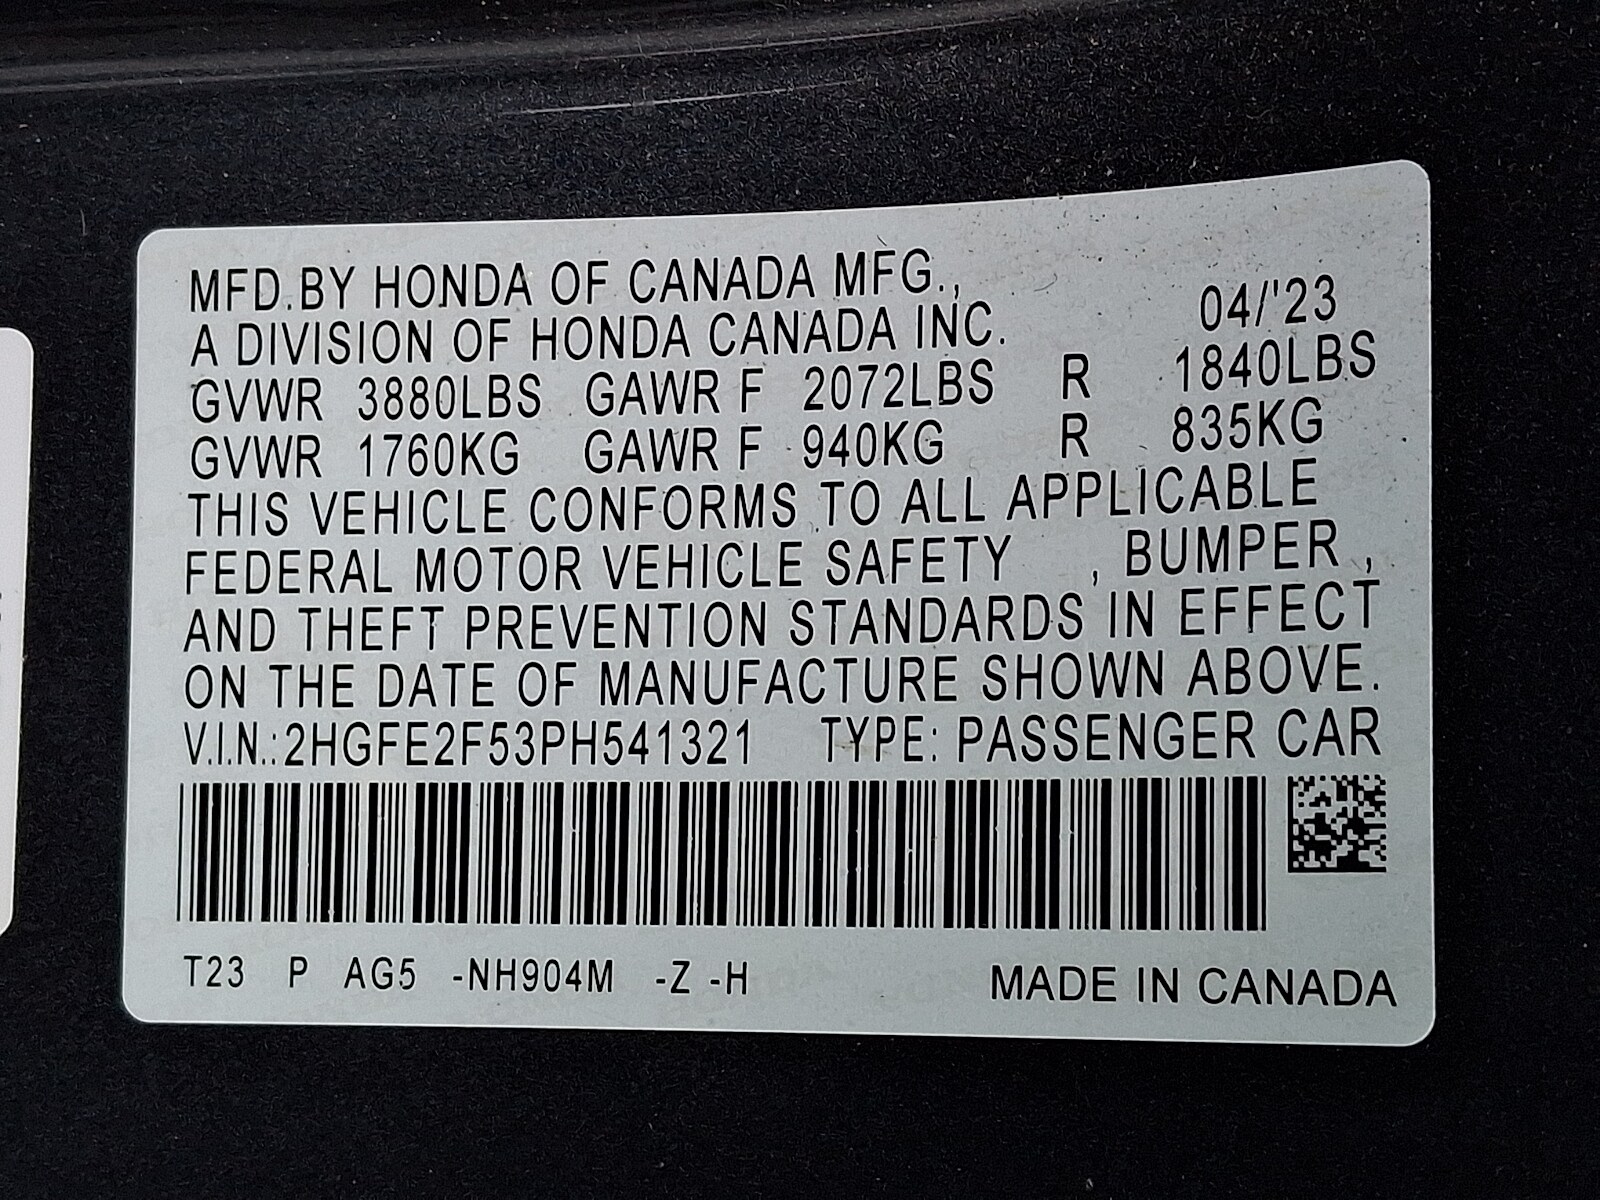 MFD.BY HONDA OF CANADA MFG.,
A DIVISION OF HONDA CANADA INC. 04/'23
GVWR 3880LBS GAWR F 2072LBS R 1840LBS
GVWR 1760KG GAWR F 940KG R 835KG
THIS VEHICLE CONFORMS TO ALL APPLICABLE
FEDERAL MOTOR VEHICLE SAFETY , BUMPER ,
AND THEFT PREVENTION STANDARDS IN EFFECT
ON THE DATE OF MANUFACTURE SHOWN ABOVE.
V.I.N.:2HGFE2F53PH541321 TYPE: PASSENGER CAR
T23 P AG5 -NH904M -Z -H MADE IN CANADA